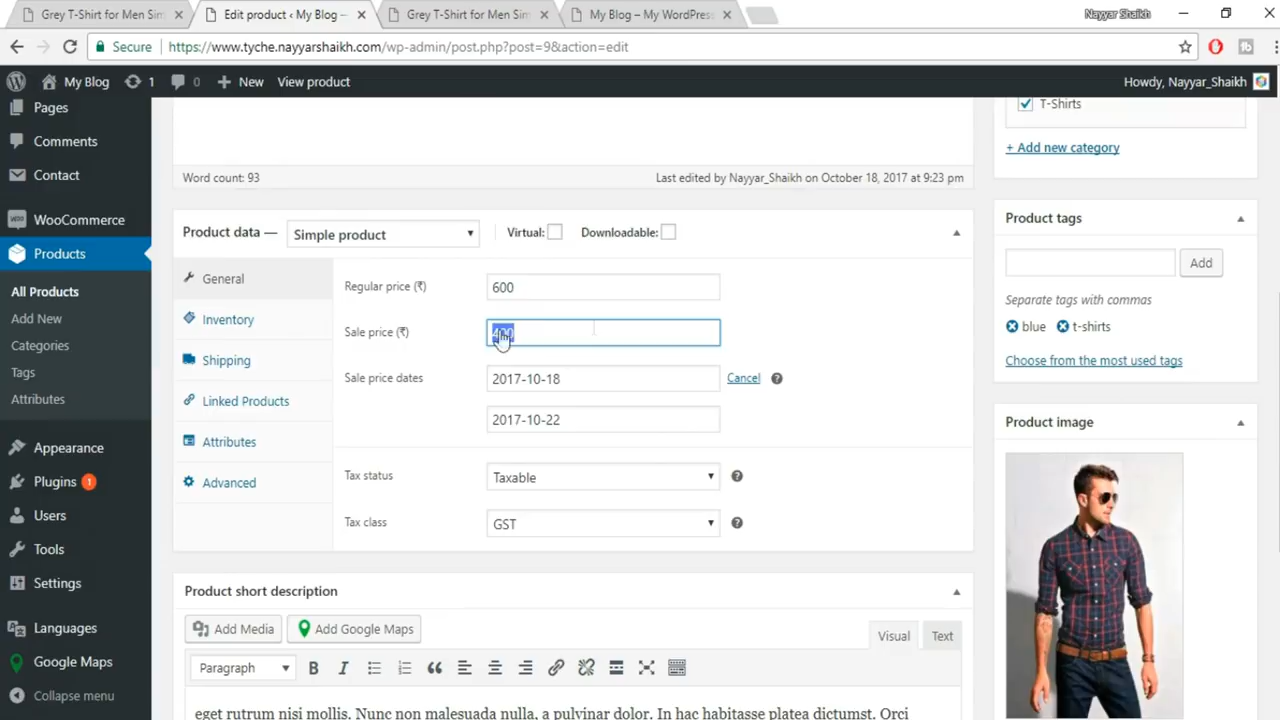 Grey T-Shirt for Men Sim
Edit product ‹ My Blog —
Grey T-Shirt for Men Sim
My Blog – My WordPress
Nayyar Shaikh
Secure
https://www.tyche.nayyarshaikh.com/wp-admin/post.php?post=9&action=edit
My Blog
1
0
New
View product
Howdy, Nayyar_Shaikh
Pages
Comments
Contact
WooCommerce
Products
All Products
Add New
Categories
Tags
Attributes
Appearance
Plugins 1
Users
Tools
Settings
Languages
Google Maps
Collapse menu
Word count: 93
Last edited by Nayyar_Shaikh on October 18, 2017 at 9:23 pm
Product data —
Simple product
Virtual:
Downloadable:
General
Inventory
Shipping
Linked Products
Attributes
Advanced
Regular price (₹)
600
Sale price (₹)
400
Sale price dates
2017-10-18
Cancel
2017-10-22
Tax status
Taxable
Tax class
GST
Product short description
Add Media
Add Google Maps
Visual
Text
Paragraph
eget rutrum nisi mollis. Nunc non malesuada nulla, a pulvinar dolor. In hac habitasse platea dictumst. Orci
T-Shirts
+ Add new category
Product tags
Add
Separate tags with commas
blue
t-shirts
Choose from the most used tags
Product image